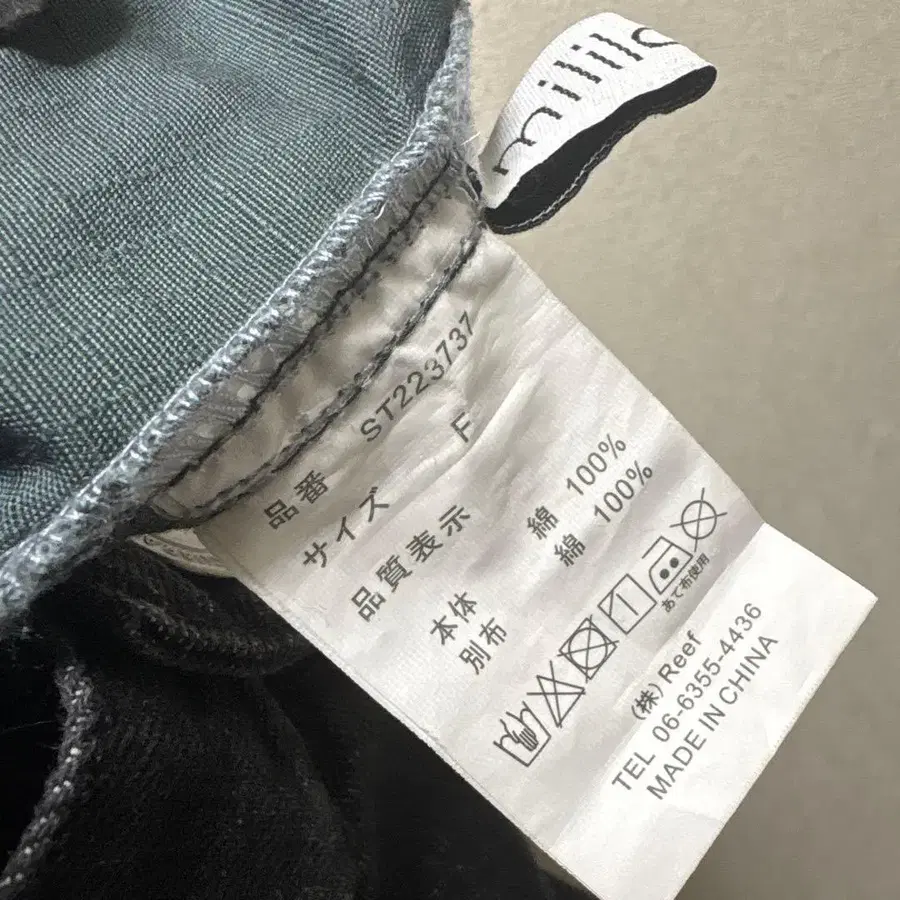 品番 ST223737
サイズ F
品質表示
本体 綿 100%
別布 綿 100%
あて布使用
(株) Reef
TEL 06-6355-4436
MADE IN CHINA